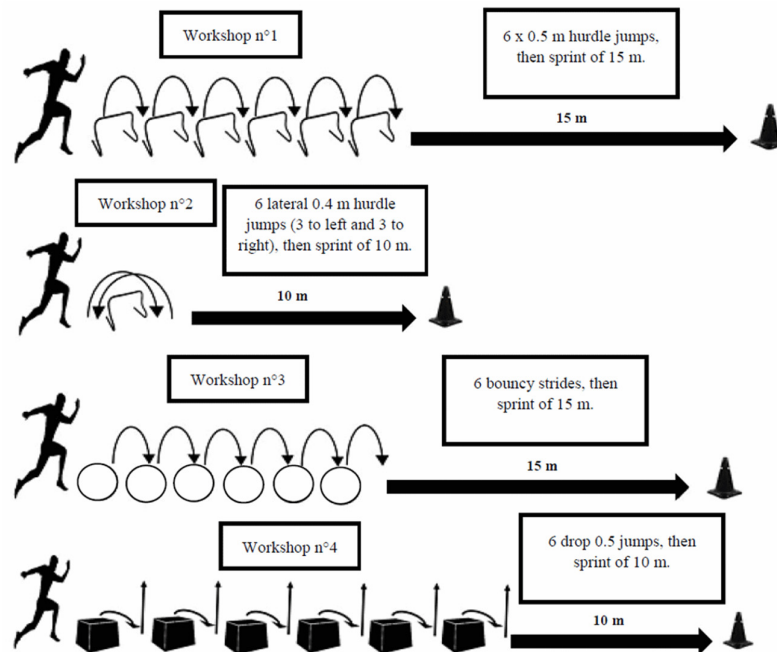 Workshop n°1
6 x 0.5 m hurdle jumps,
then sprint of 15 m.
15 m
Workshop n°2
6 lateral 0.4 m hurdle
jumps (3 to left and 3 to
right), then sprint of 10 m.
10 m
Workshop n°3
6 bouncy strides, then
sprint of 15 m.
15 m
Workshop n°4
6 drop 0.5 jumps, then
sprint of 10 m.
10 m